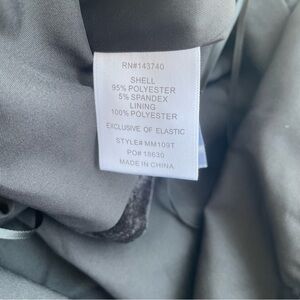 RN#143740
SHELL
95% POLYESTER
5% SPANDEX
LINING
100% POLYESTER
EXCLUSIVE OF ELASTIC
STYLE# MM109T
PO# 18630
MADE IN CHINA